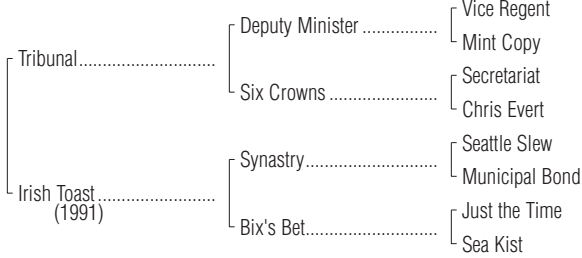 Vice Regent
Deputy Minister ..................
Mint Copy
Tribunal.................................
Secretariat
Six Crowns .........................
Chris Evert
Seattle Slew
Synastry...............................
Municipal Bond
Irish Toast............................
(1991)
Just the Time
Bix's Bet...............................
Sea Kist